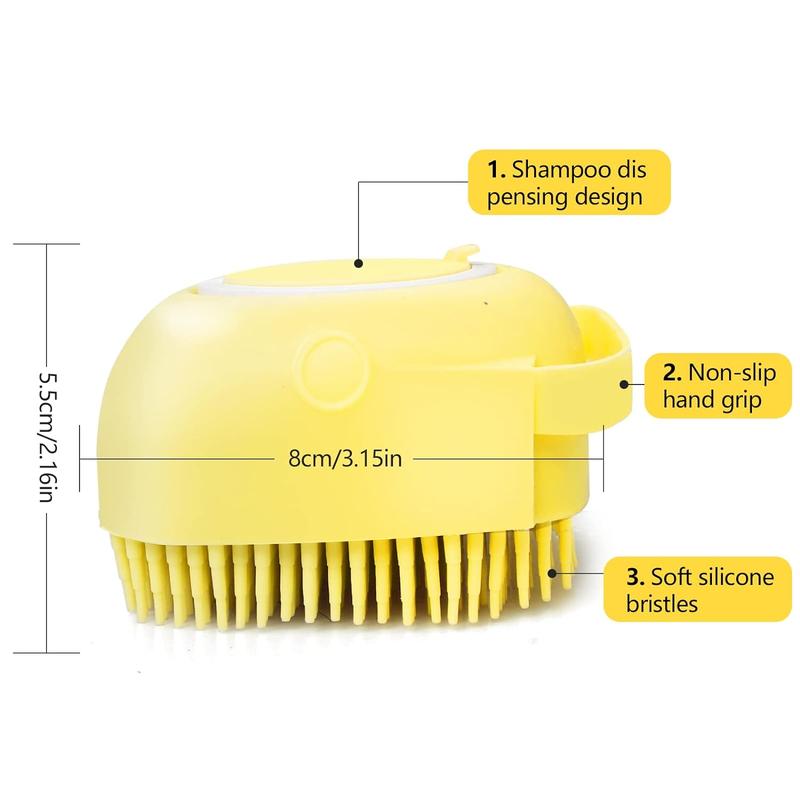 1. Shampoo dis
pensing design
2. Non-slip
hand grip
5.5cm/2.16in
8cm/3.15in
3. Soft silicone
bristles